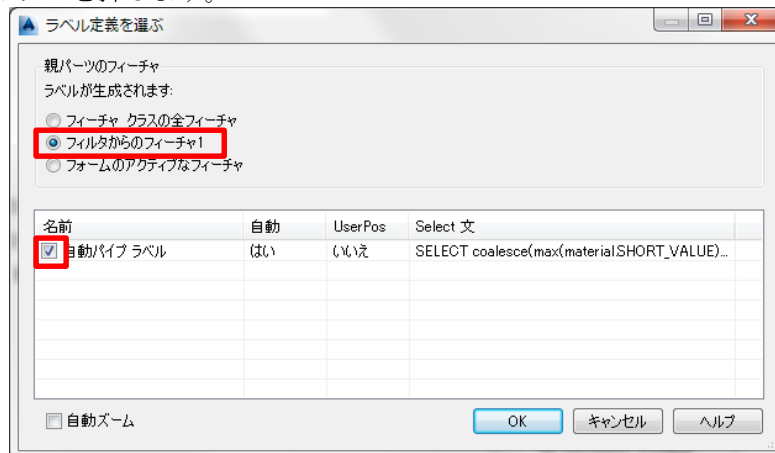 ラベル定義を選ぶ
親パーツのフィーチャ
ラベルが生成されます:
フィーチャ クラスの全フィーチャ
フィルタからのフィーチャ1
フォームのアクティブなフィーチャ
名前 自動 UserPos Select 文
自動パイプ ラベル はい いいえ SELECT coalesce(max(material.SHORT_VALUE)...
自動ズーム OK キャンセル ヘルプ